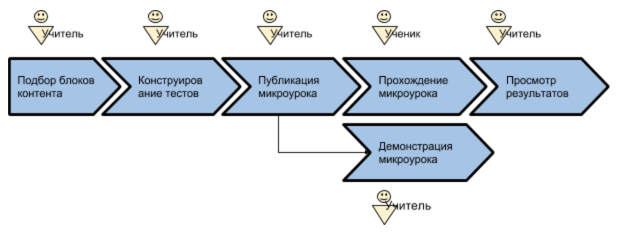 Учитель
Учитель
Учитель
Ученик
Учитель
Подбор блоков
контента
Конструиров
ание тестов
Публикация
микроурока
Прохождение
микроурока
Просмотр
результатов
Демонстрация
микроурока
Учитель